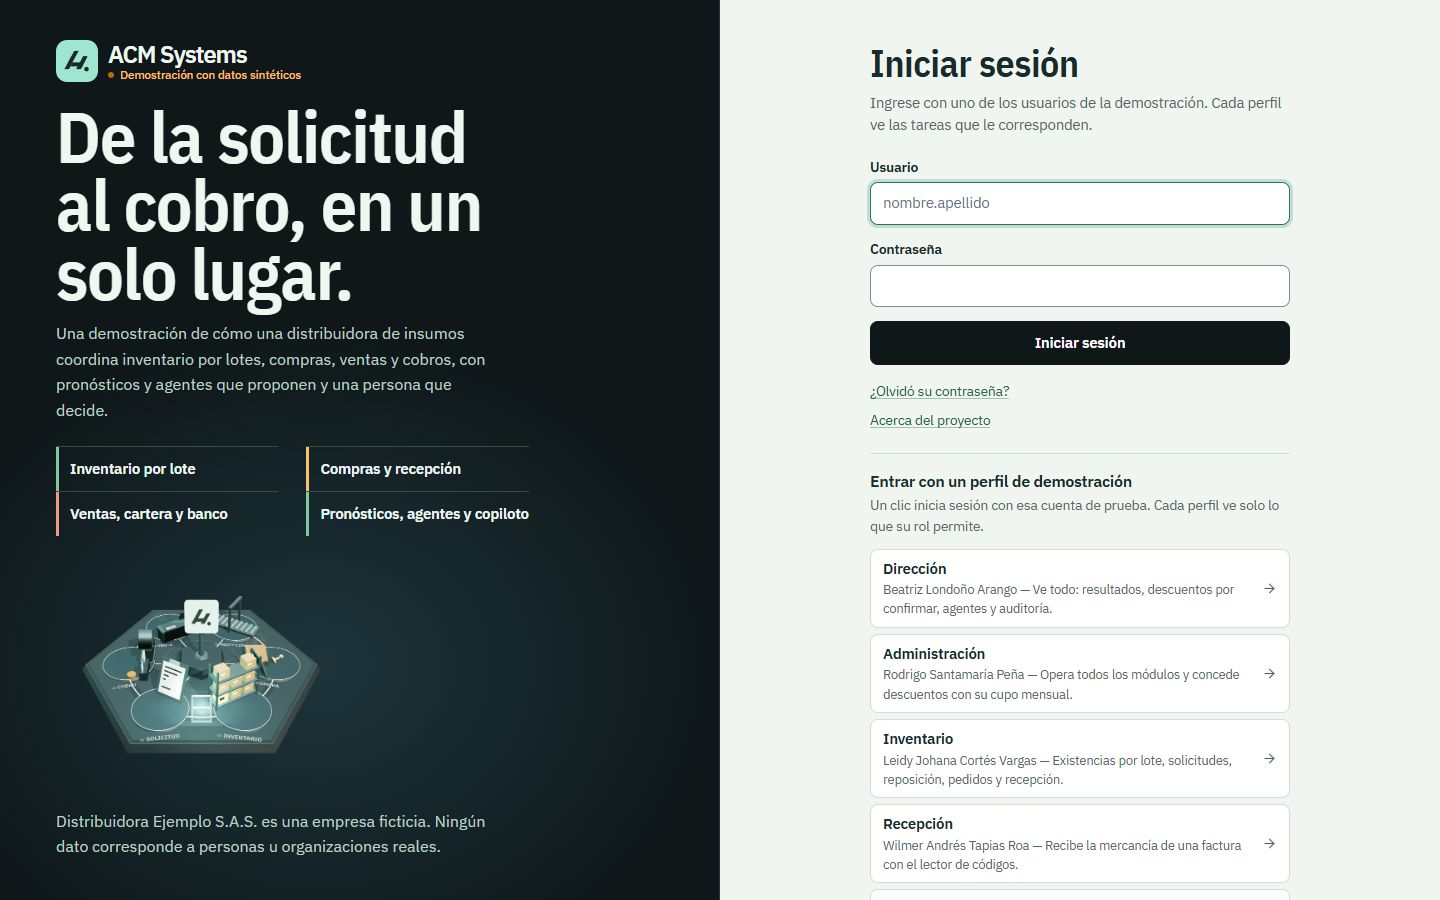 ACM Systems
Demostración con datos sintéticos
De la solicitud
al cobro, en un
solo lugar.
Una demostración de cómo una distribuidora de insumos
coordina inventario por lotes, compras, ventas y cobros, con
pronósticos y agentes que proponen y una persona que
decide.
Inventario por lote
Compras y recepción
Ventas, cartera y banco
Pronósticos, agentes y copiloto
SOLICITUD
INVENTARIO
Distribuidora Ejemplo S.A.S. es una empresa ficticia. Ningún
dato corresponde a personas u organizaciones reales.
Iniciar sesión
Ingrese con uno de los usuarios de la demostración. Cada perfil
ve las tareas que le corresponden.
Usuario
nombre.apellido
Contraseña
Iniciar sesión
¿Olvidó su contraseña?
Acerca del proyecto
Entrar con un perfil de demostración
Un clic inicia sesión con esa cuenta de prueba. Cada perfil ve solo lo
que su rol permite.
Dirección
Beatriz Londoño Arango — Ve todo: resultados, descuentos por
confirmar, agentes y auditoría.
Administración
Rodrigo Santamaría Peña — Opera todos los módulos y concede
descuentos con su cupo mensual.
Inventario
Leidy Johana Cortés Vargas — Existencias por lote, solicitudes,
reposición, pedidos y recepción.
Recepción
Wilmer Andrés Tapias Roa — Recibe la mercancía de una factura
con el lector de códigos.